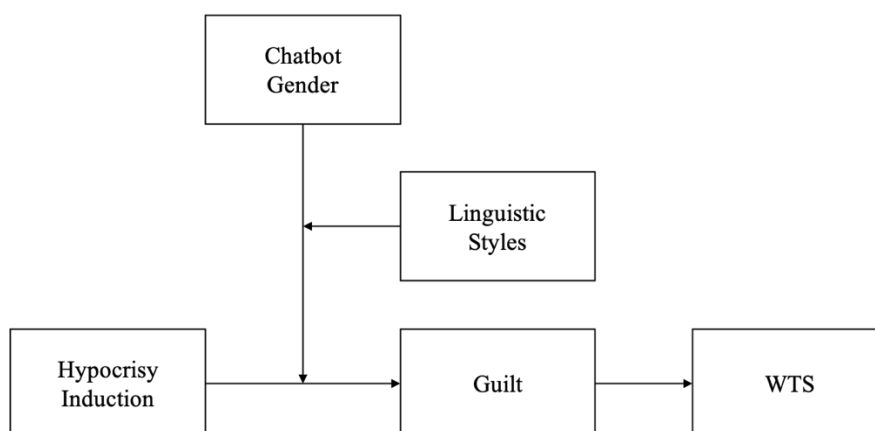 Chatbot
Gender
Linguistic
Styles
Hypocrisy
Induction
Guilt
WTS